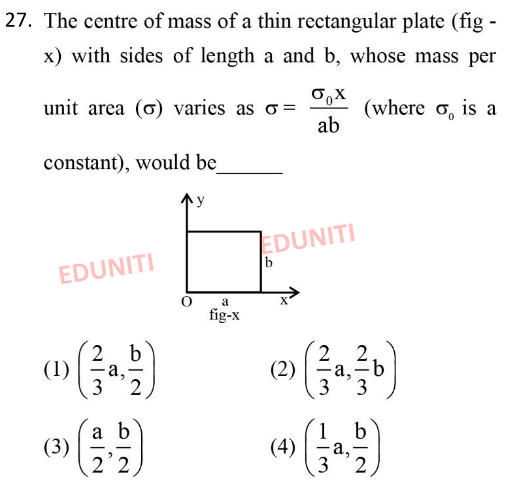 27. The centre of mass of a thin rectangular plate (fig -
x) with sides of length a and b, whose mass per
unit area (σ) varies as σ = σ₀x/ab (where σ₀ is a
constant), would be______
y
EDUNITI
EDUNITI
b
O a x
fig-x
(1) (2/3 a, b/2) (2) (2/3 a, 2/3 b)
(3) (a/2, b/2) (4) (1/3 a, b/2)